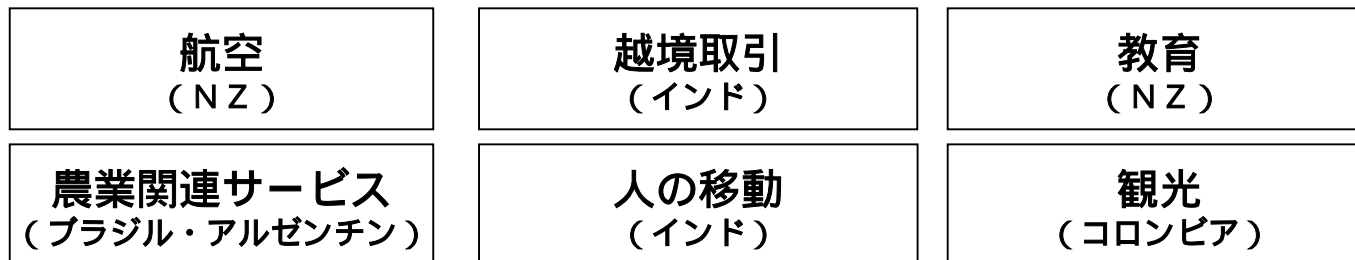 航空
（ＮＺ）
越境取引
（インド）
教育
（ＮＺ）
農業関連サービス
（ブラジル・アルゼンチン）
人の移動
（インド）
観光
（コロンビア）